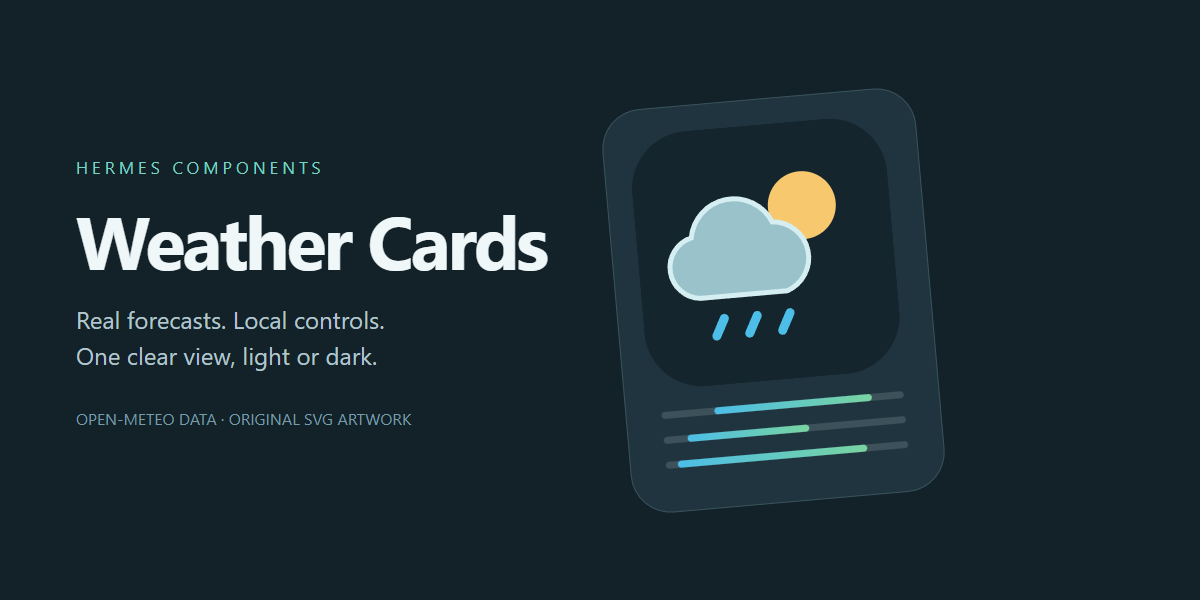 HERMES COMPONENTS
Weather Cards
Real forecasts. Local controls.
One clear view, light or dark.
OPEN-METEO DATA · ORIGINAL SVG ARTWORK